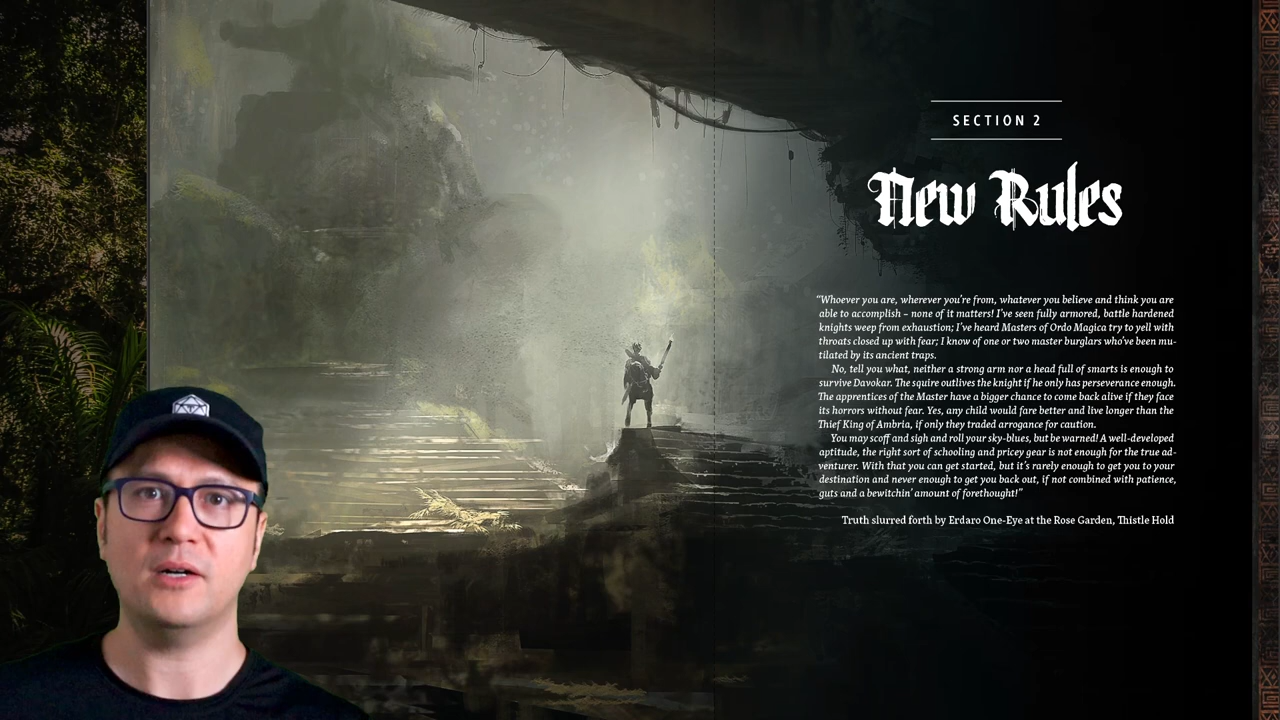 SECTION 2
New Rules
“Whoever you are, wherever you’re from, whatever you believe and think you are
able to accomplish – none of it matters! I’ve seen fully armored, battle hardened
knights weep from exhaustion; I’ve heard Masters of Ordo Magica try to yell with
throats closed up with fear; I know of one or two master burglars who’ve been mu-
tilated by its ancient traps.
No, tell you what, neither a strong arm nor a head full of smarts is enough to
survive Davokar. The squire outlives the knight if he only has perseverance enough.
The apprentices of the Master have a bigger chance to come back alive if they face
its horrors without fear. Yes, any child would fare better and live longer than the
Thief King of Ambria, if only they traded arrogance for caution.
You may scoff and sigh and roll your sky-blues, but be warned! A well-developed
aptitude, the right sort of schooling and pricey gear is not enough for the true ad-
venturer. With that you can get started, but it’s rarely enough to get you to your
destination and never enough to get you back out, if not combined with patience,
guts and a bewitchin’ amount of forethought!”
Truth slurred forth by Erdaro One-Eye at the Rose Garden, Thistle Hold